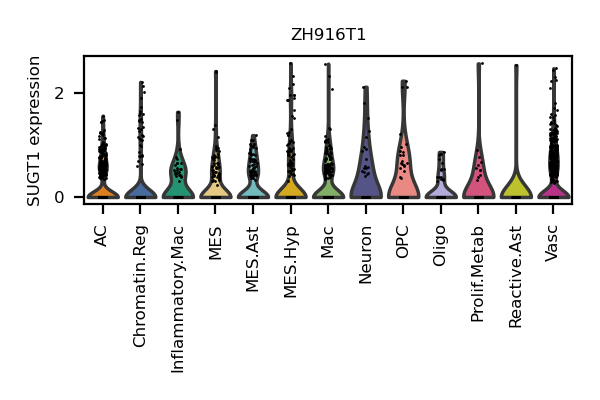 ZH916T1
SUGT1 expression
2
0
AC
Chromatin.Reg
Inflammatory.Mac
MES
MES.Ast
MES.Hyp
Mac
Neuron
OPC
Oligo
Prolif.Metab
Reactive.Ast
Vasc